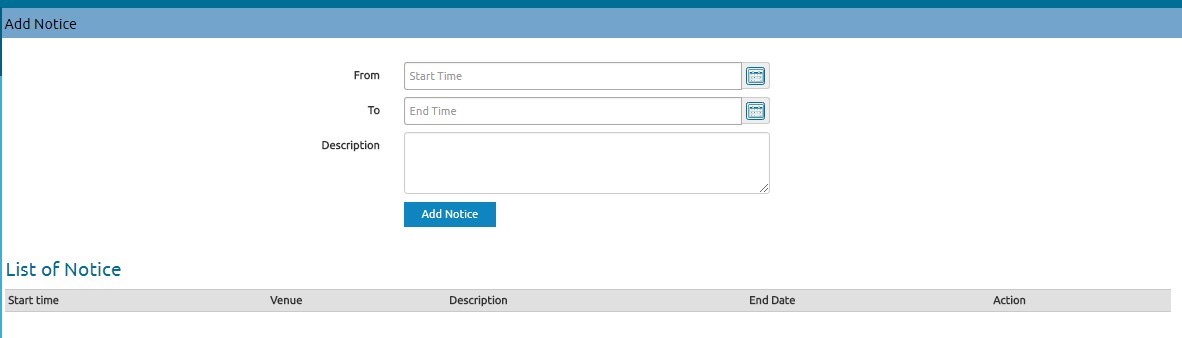 Add Notice
From Start Time
To End Time
Description
Add Notice
List of Notice
Start time Venue Description End Date Action